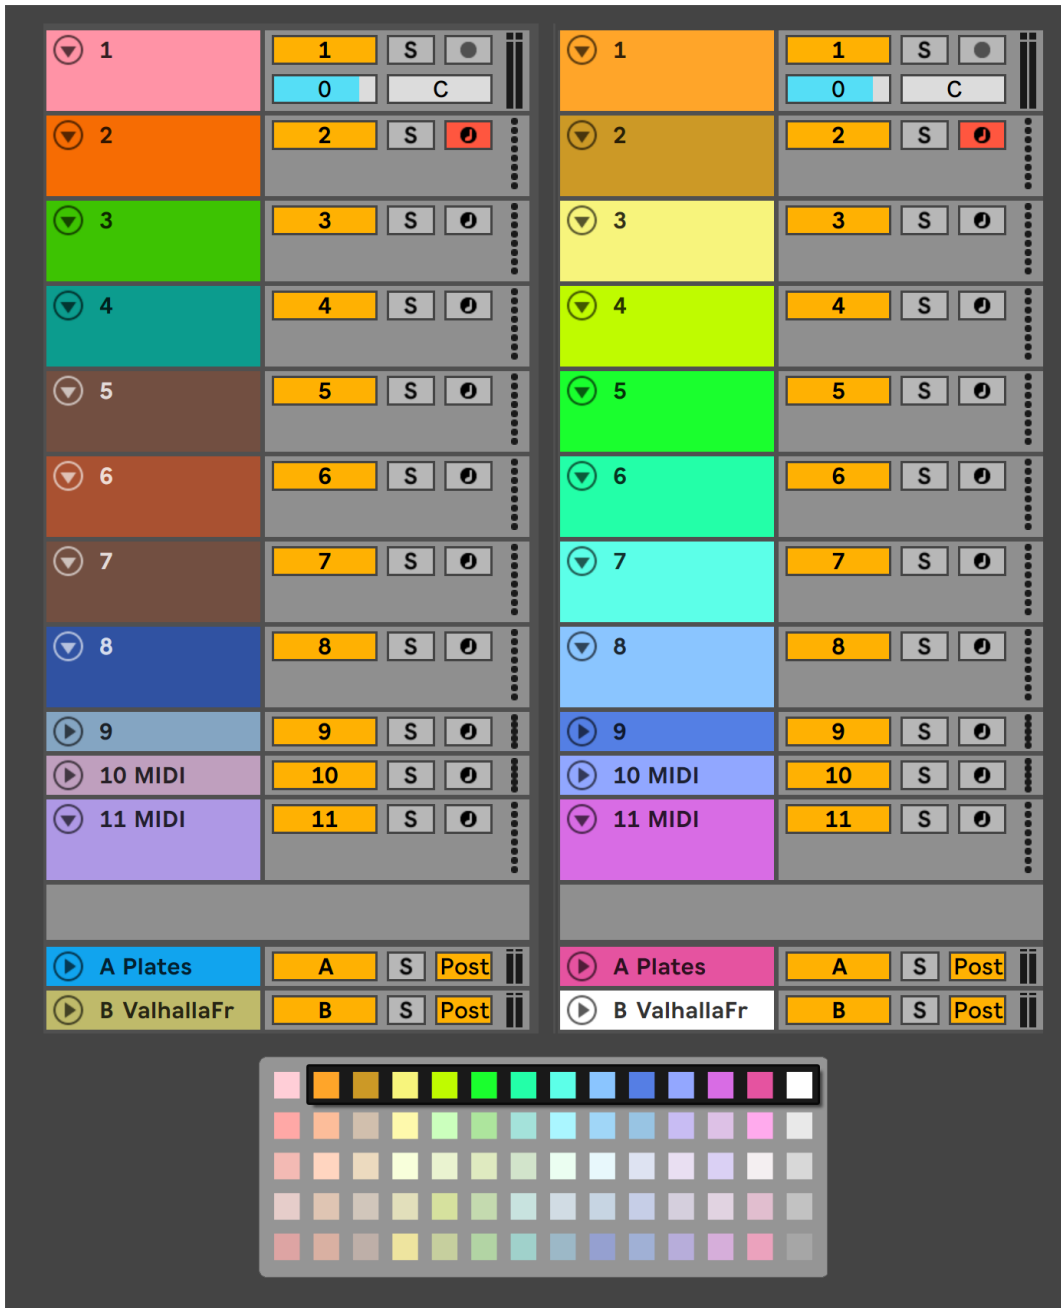 1 1 S
0 C
2 2 S
3 3 S
4 4 S
5 5 S
6 6 S
7 7 S
8 8 S
9 9 S
10 MIDI 10 S
11 MIDI 11 S
A Plates A S Post
B ValhallaFr B S Post
1 1 S
0 C
2 2 S
3 3 S
4 4 S
5 5 S
6 6 S
7 7 S
8 8 S
9 9 S
10 MIDI 10 S
11 MIDI 11 S
A Plates A S Post
B ValhallaFr B S Post